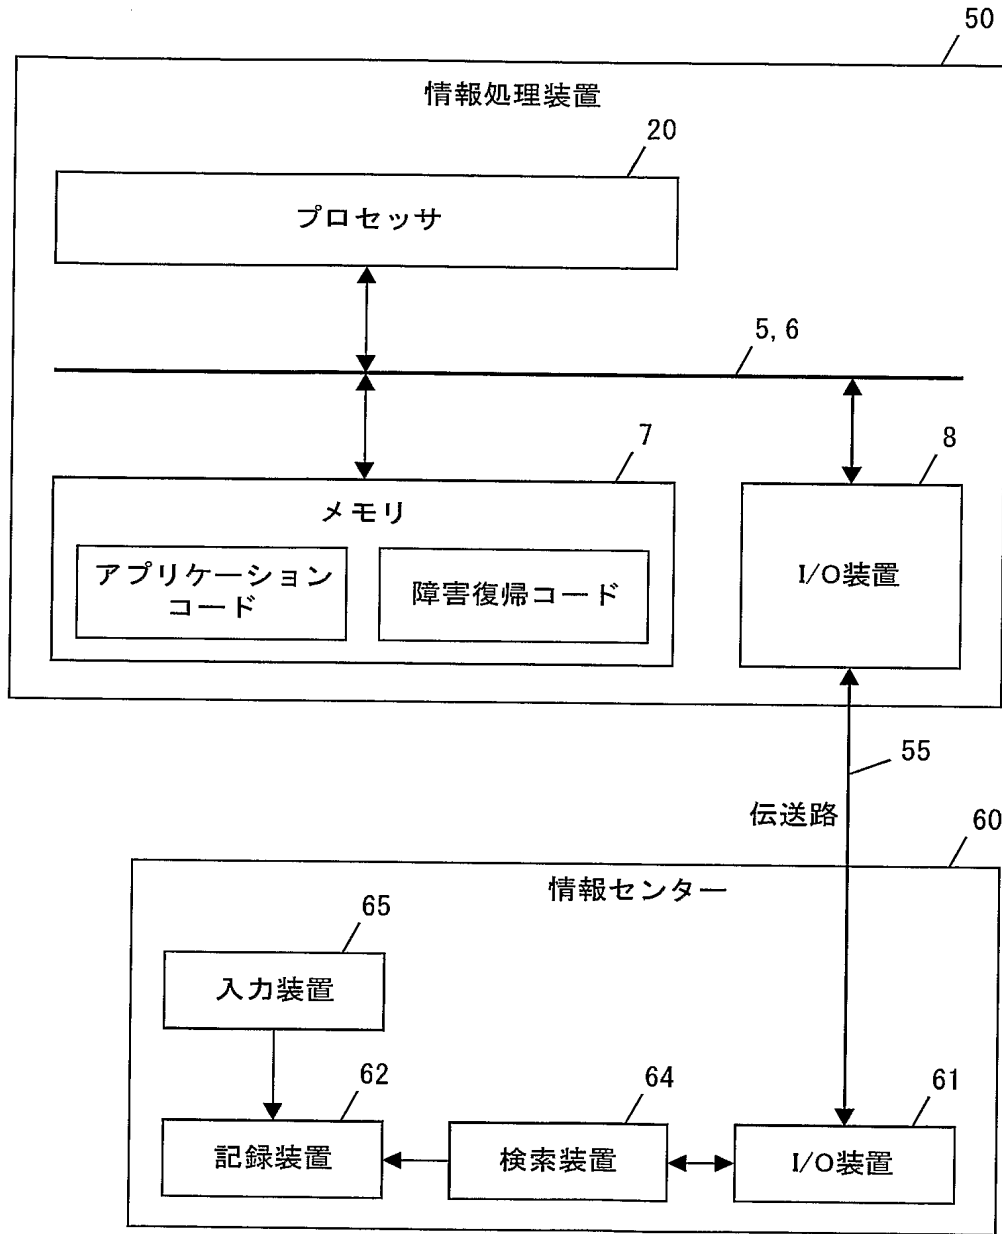 50
情報処理装置
20
プロセッサ
5, 6
7
8
メモリ
アプリケーション
コード
障害復帰コード
I/O装置
55
伝送路
60
情報センター
65
入力装置
62
64
61
記録装置
検索装置
I/O装置